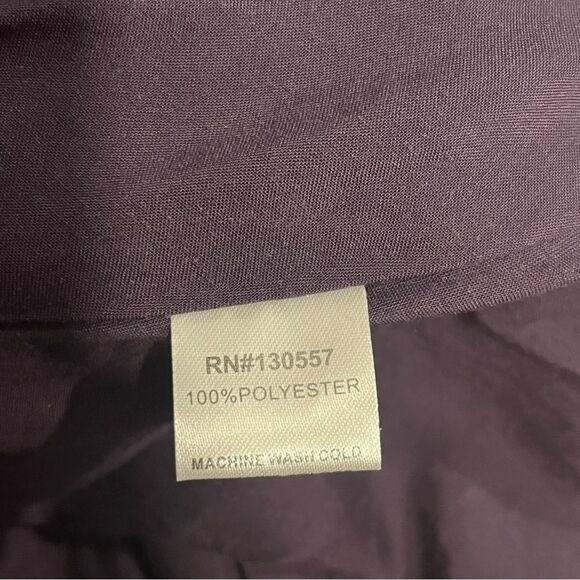 RN#130557
100%POLYESTER
MACHINE WASH COLD